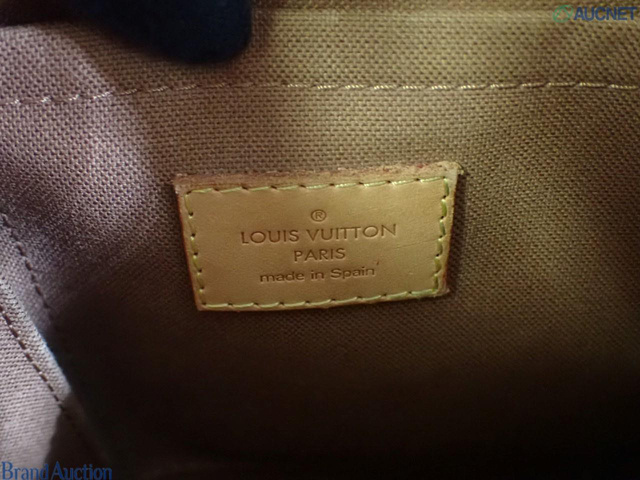 AUCNET
®
LOUIS VUITTON
PARIS
made in Spain
Brand Auction